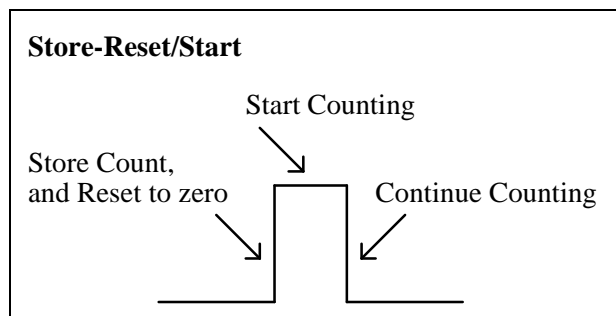 Store-Reset/Start
Start Counting
Store Count,
and Reset to zero
Continue Counting